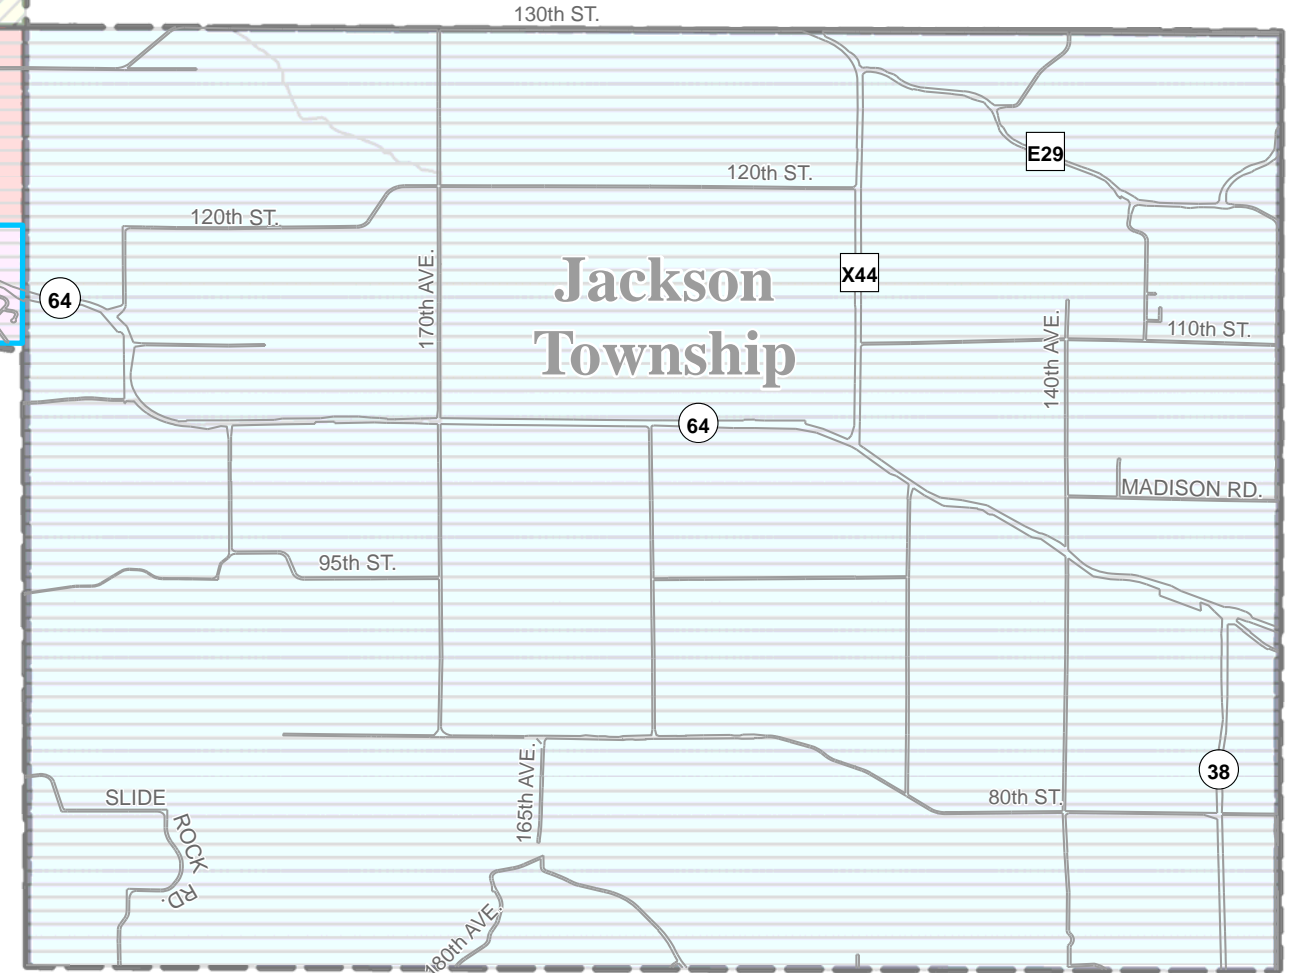 130th ST.
E29
120th ST.
120th ST.
170th AVE.
Jackson
Township
X44
64
140th AVE.
110th ST.
64
MADISON RD.
95th ST.
165th AVE.
38
80th ST.
SLIDE
ROCK
RD.
180th AVE.